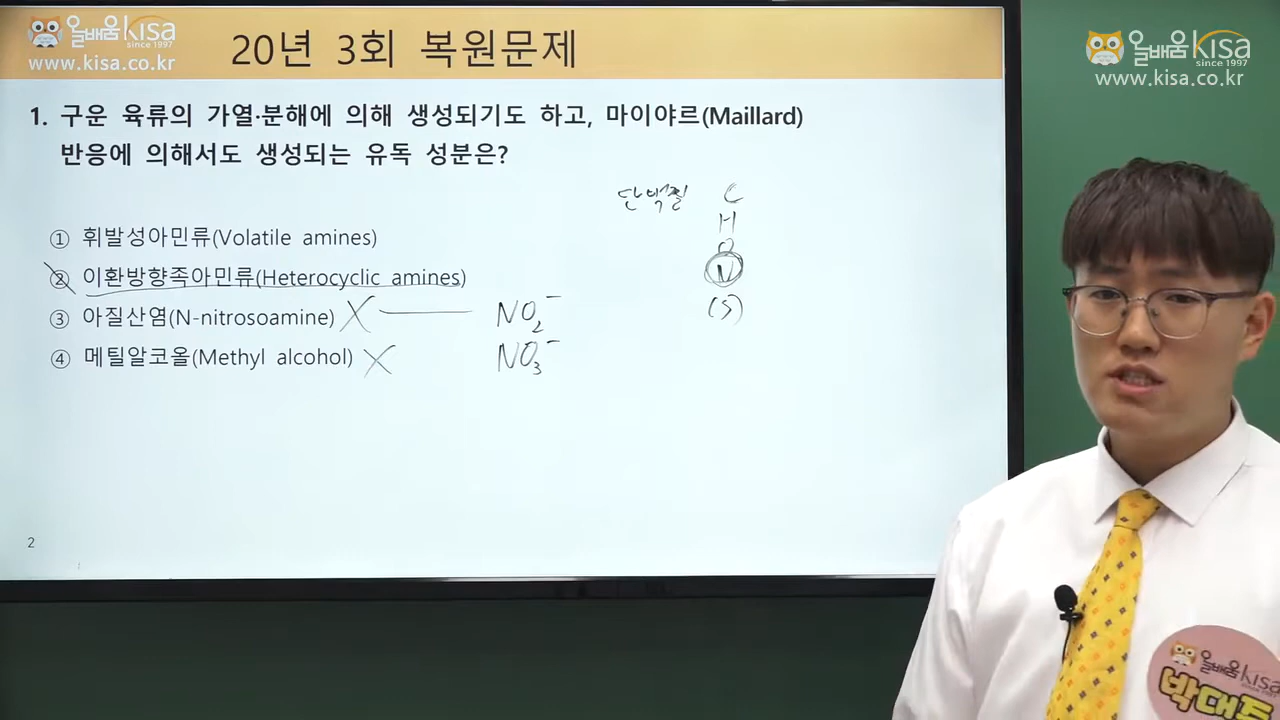 올배움kisa
since 1997
www.kisa.co.kr
20년 3회 복원문제
올배움kisa
since 1997
www.kisa.co.kr
1. 구운 육류의 가열·분해에 의해 생성되기도 하고, 마이야르(Maillard)
반응에 의해서도 생성되는 유독 성분은?
단백질 C
H
O
N
(S)
① 휘발성아민류(Volatile amines)
② 이환방향족아민류(Heterocyclic amines)
③ 아질산염(N-nitrosoamine) X NO2-
④ 메틸알코올(Methyl alcohol) X NO3-
2
올배움kisa